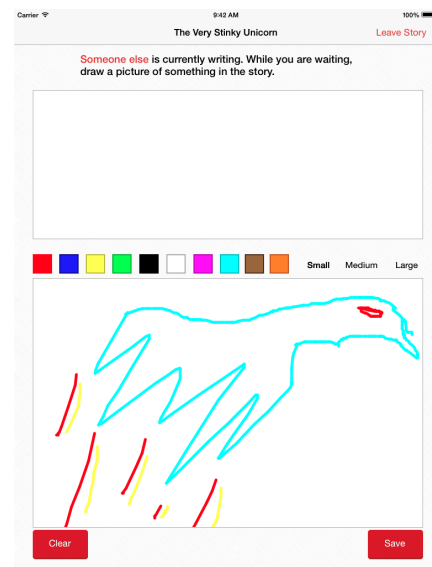 Carrier 9:42 AM 100%
The Very Stinky Unicorn Leave Story
Someone else is currently writing. While you are waiting,
draw a picture of something in the story.
Small Medium Large
Clear Save